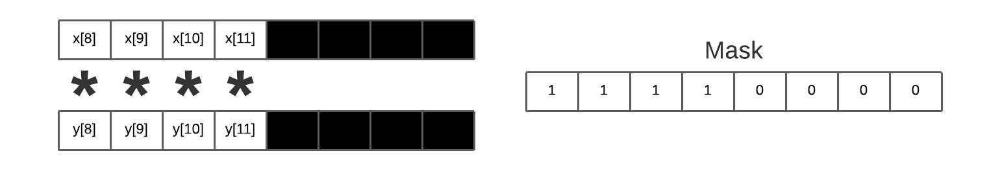 x[8] x[9] x[10] x[11]
* * * *
y[8] y[9] y[10] y[11]
Mask
1 1 1 1 0 0 0 0